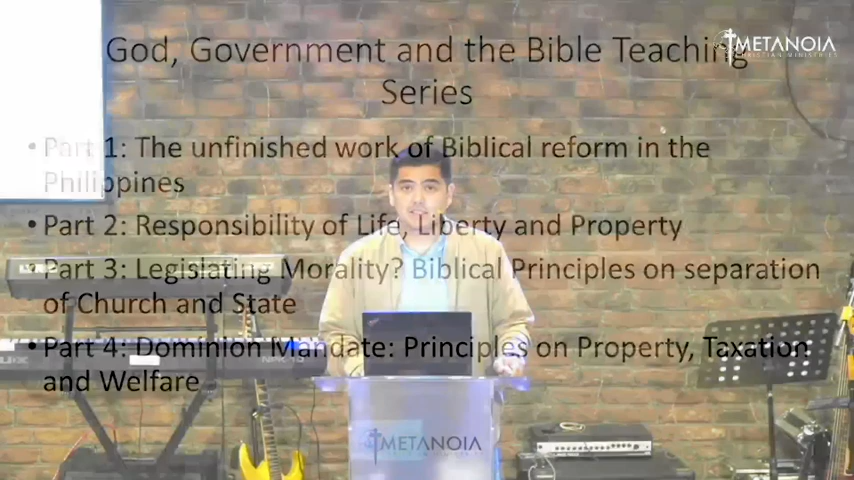 God, Government and the Bible Teaching
Series
METANOIA
CHRISTIAN MINISTRIES
• Part 1: The unfinished work of Biblical reform in the
Philippines
• Part 2: Responsibility of Life, Liberty and Property
• Part 3: Legislating Morality? Biblical Principles on separation
of Church and State
• Part 4: Dominion Mandate: Principles on Property, Taxation
and Welfare
METANOIA